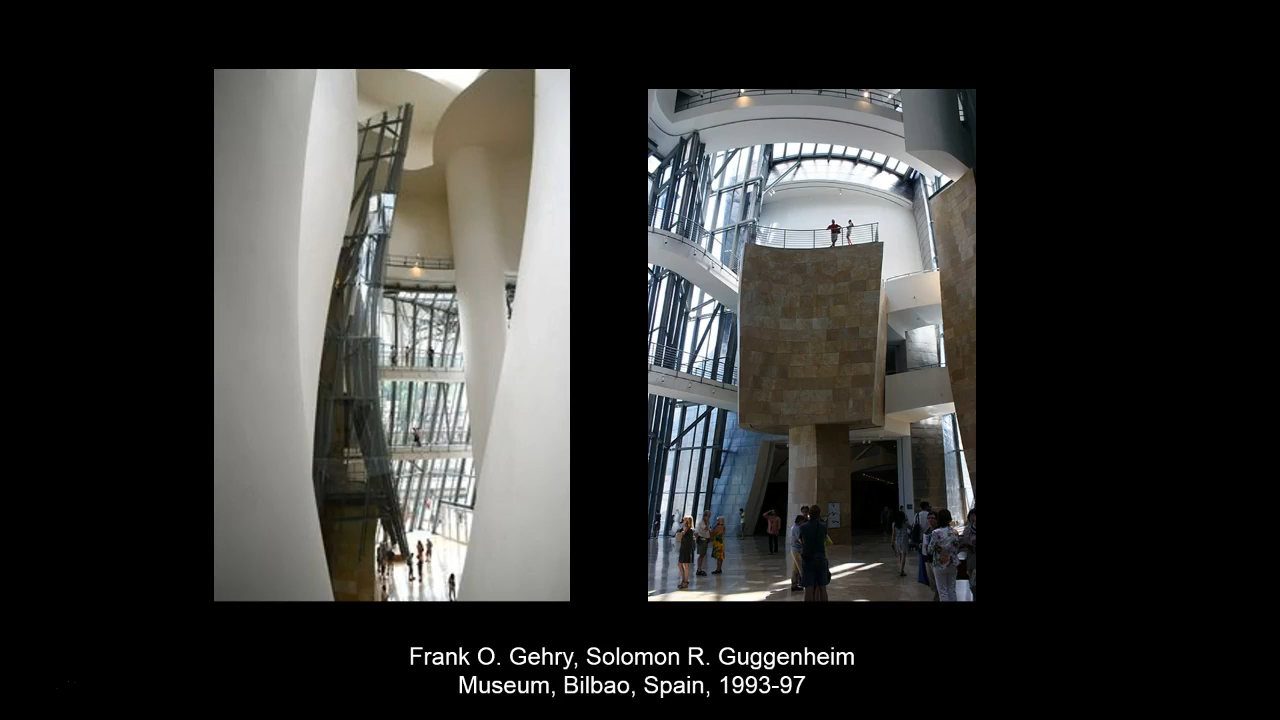 Frank O. Gehry, Solomon R. Guggenheim
Museum, Bilbao, Spain, 1993-97